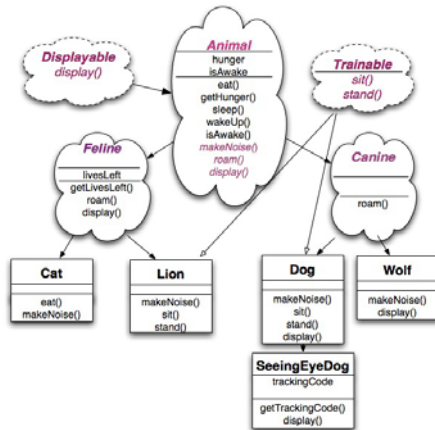 Displayable
display()
Animal
hunger
isAwake
eat()
getHunger()
sleep()
wakeUp()
isAwake()
makeNoise()
roam()
display()
Trainable
sit()
stand()
Feline
livesLeft
getLivesLeft()
roam()
display()
Canine
roam()
Cat
eat()
makeNoise()
Lion
makeNoise()
sit()
stand()
Dog
makeNoise()
sit()
stand()
display()
Wolf
makeNoise()
display()
SeeingEyeDog
trackingCode
getTrackingCode()
display()